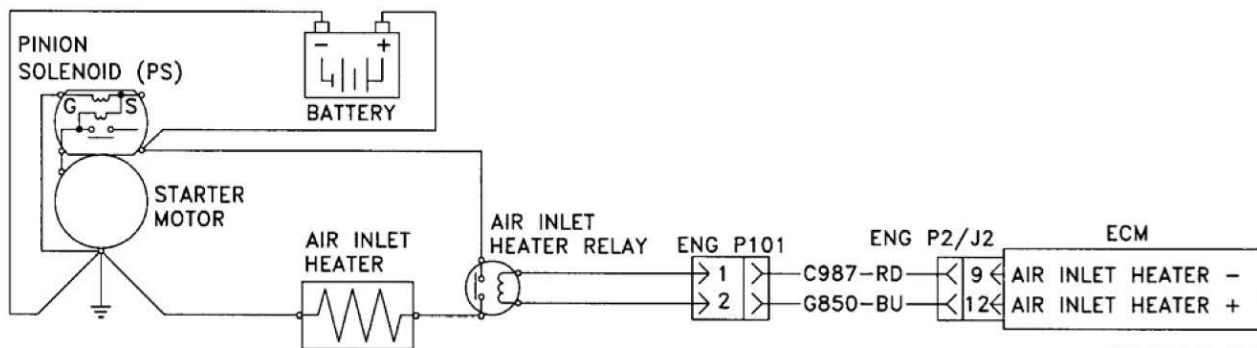 PINION
SOLENOID (PS)
G S
- +
BATTERY
STARTER
MOTOR
AIR INLET
HEATER
AIR INLET
HEATER RELAY
ENG P101
1
2
C987-RD
G850-BU
ENG P2/J2
9
12
ECM
AIR INLET HEATER -
AIR INLET HEATER +